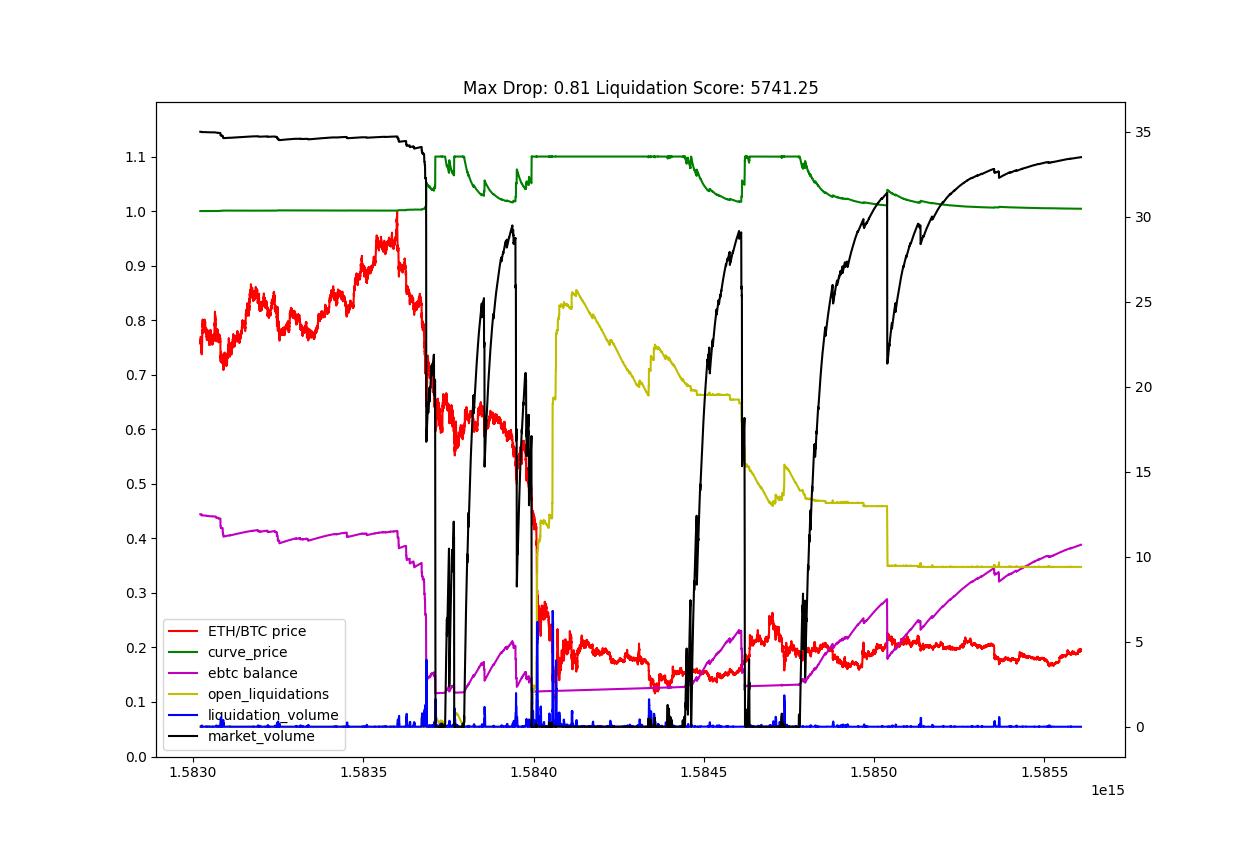 Max Drop: 0.81 Liquidation Score: 5741.25
1.1
1.0
0.9
0.8
0.7
0.6
0.5
0.4
0.3
0.2
0.1
0.0
35
30
25
20
15
10
5
0
ETH/BTC price
curve_price
ebtc balance
open_liquidations
liquidation_volume
market_volume
1.5830 1.5835 1.5840 1.5845 1.5850 1.5855
1e15